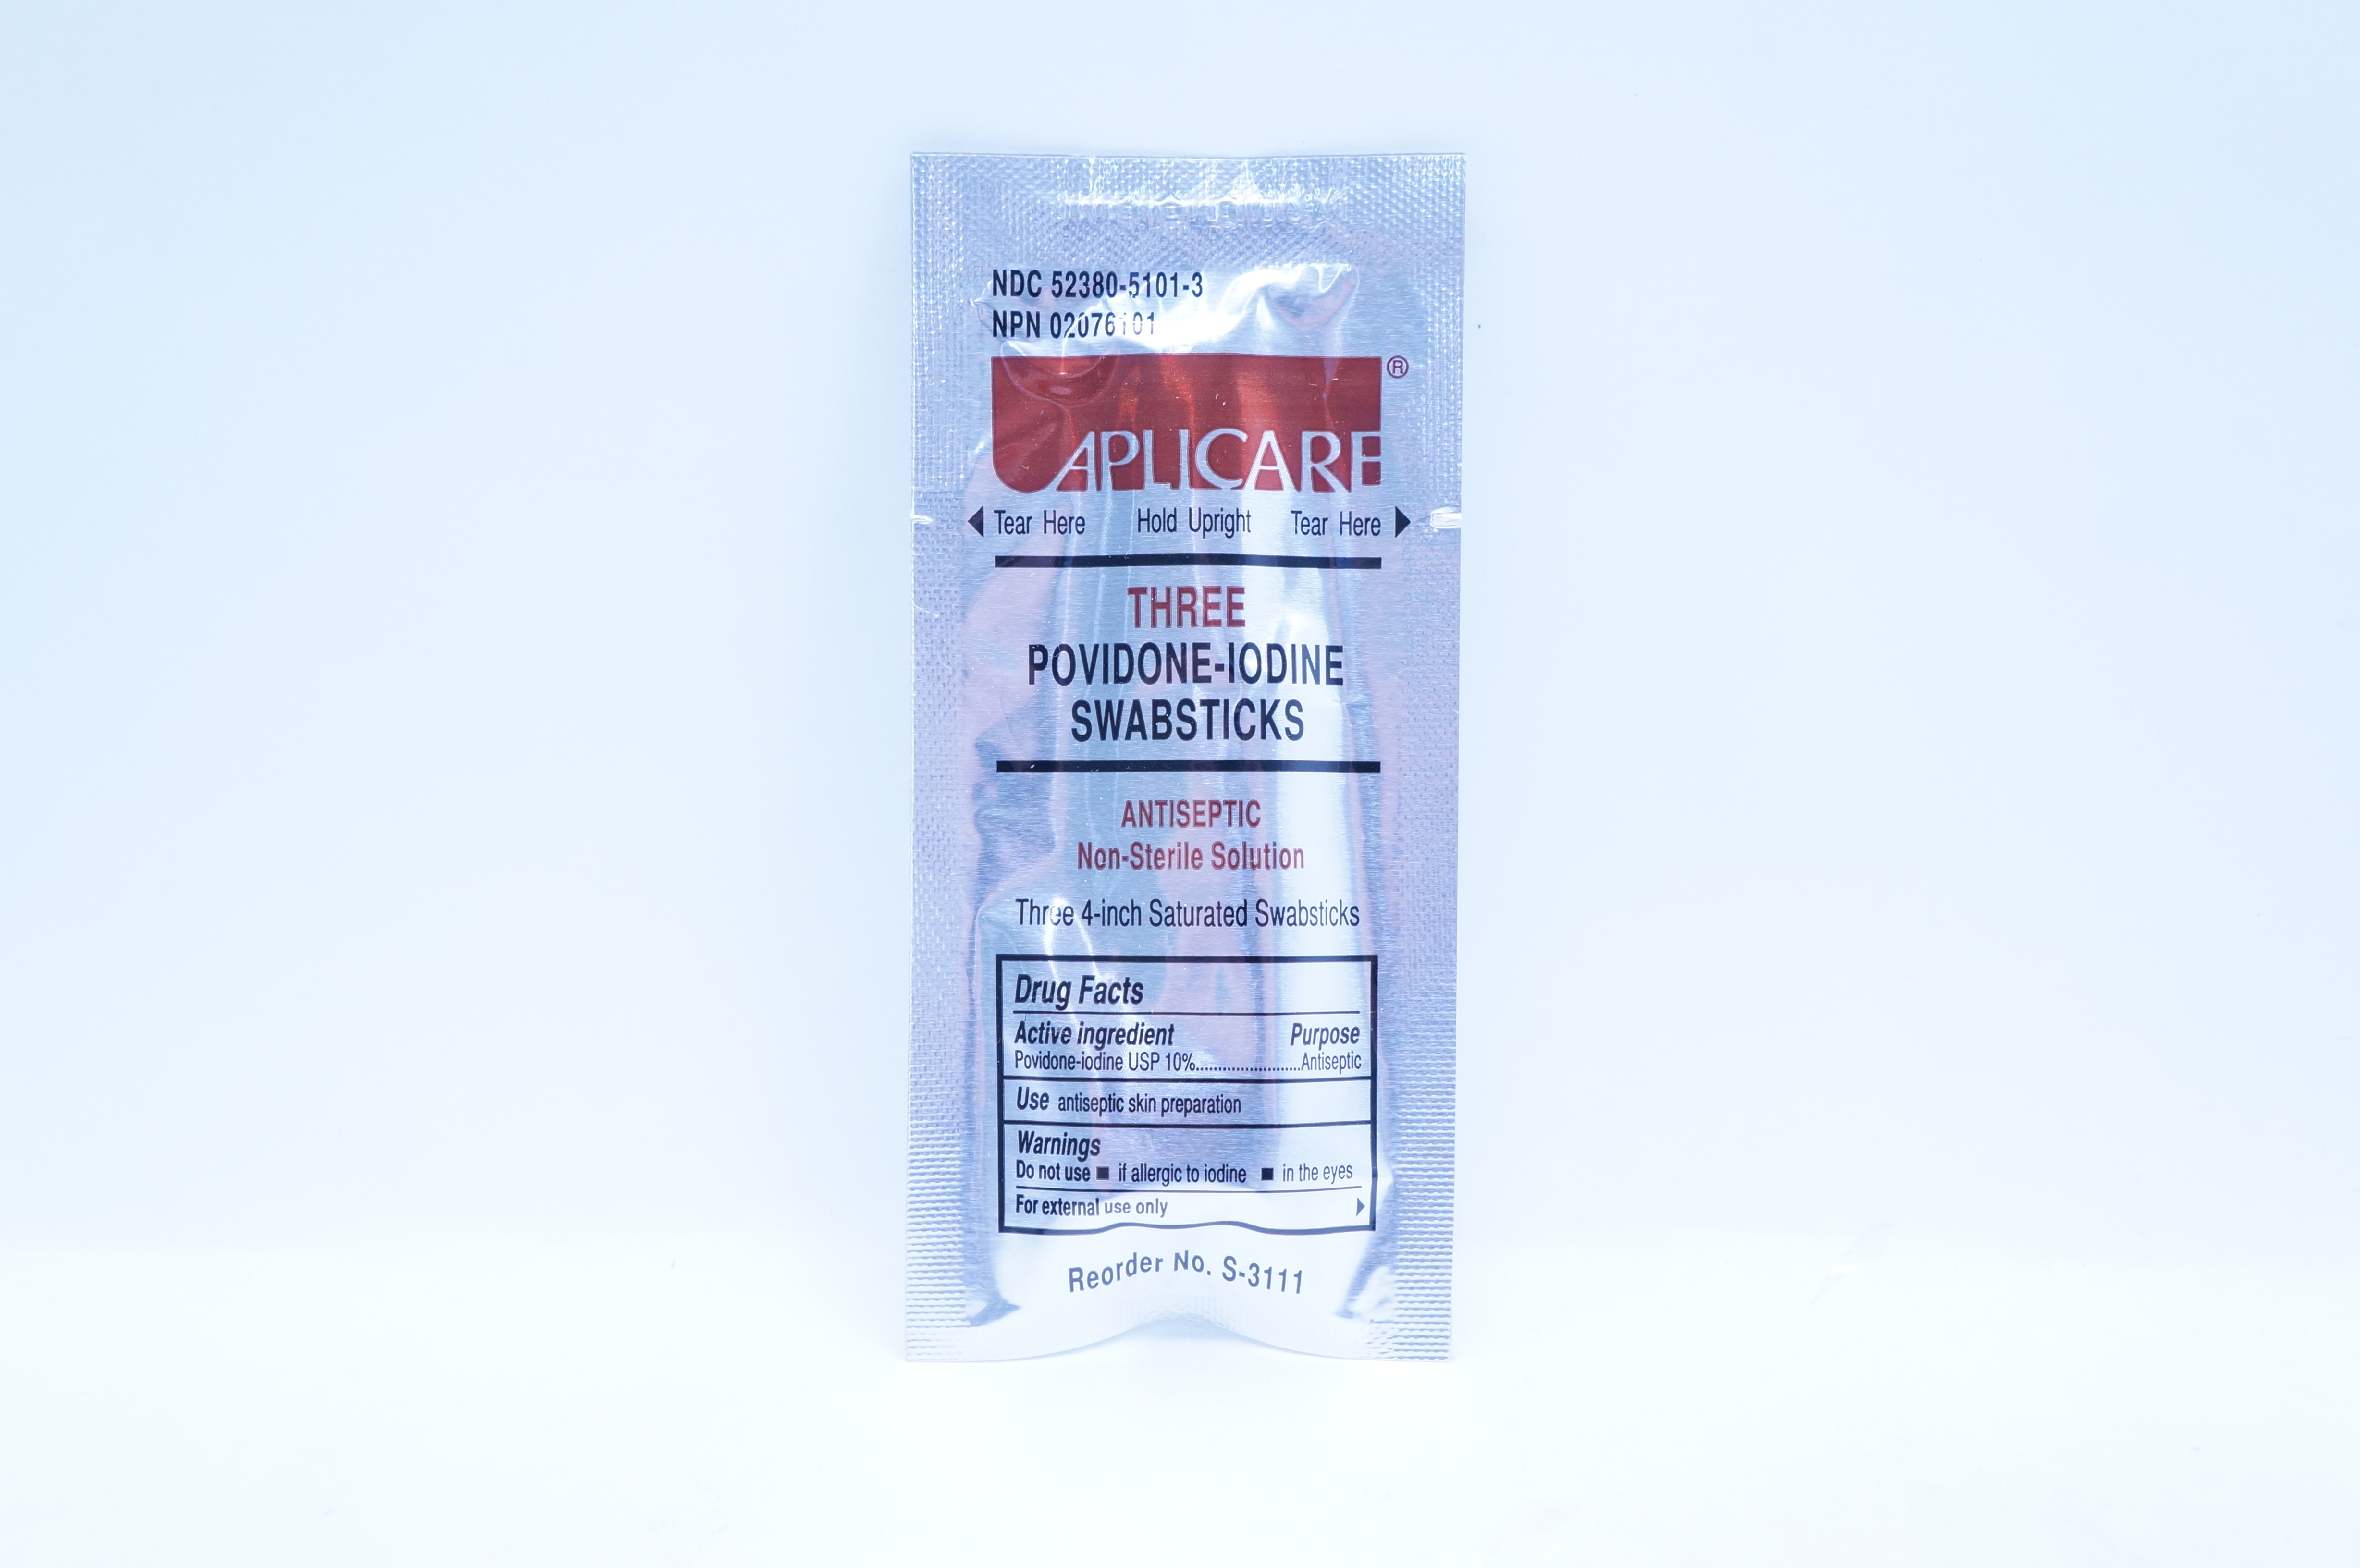 NDC 52380-5101-3
NPN 02076101
APLICARE®
◀ Tear Here Hold Upright Tear Here ▶
THREE
POVIDONE-IODINE
SWABSTICKS
ANTISEPTIC
Non-Sterile Solution
Three 4-inch Saturated Swabsticks
Drug Facts
Active ingredient Purpose
Povidone-iodine USP 10%........................Antiseptic
Use antiseptic skin preparation
Warnings
Do not use ■ if allergic to iodine ■ in the eyes
For external use only ▶
Reorder No. S-3111